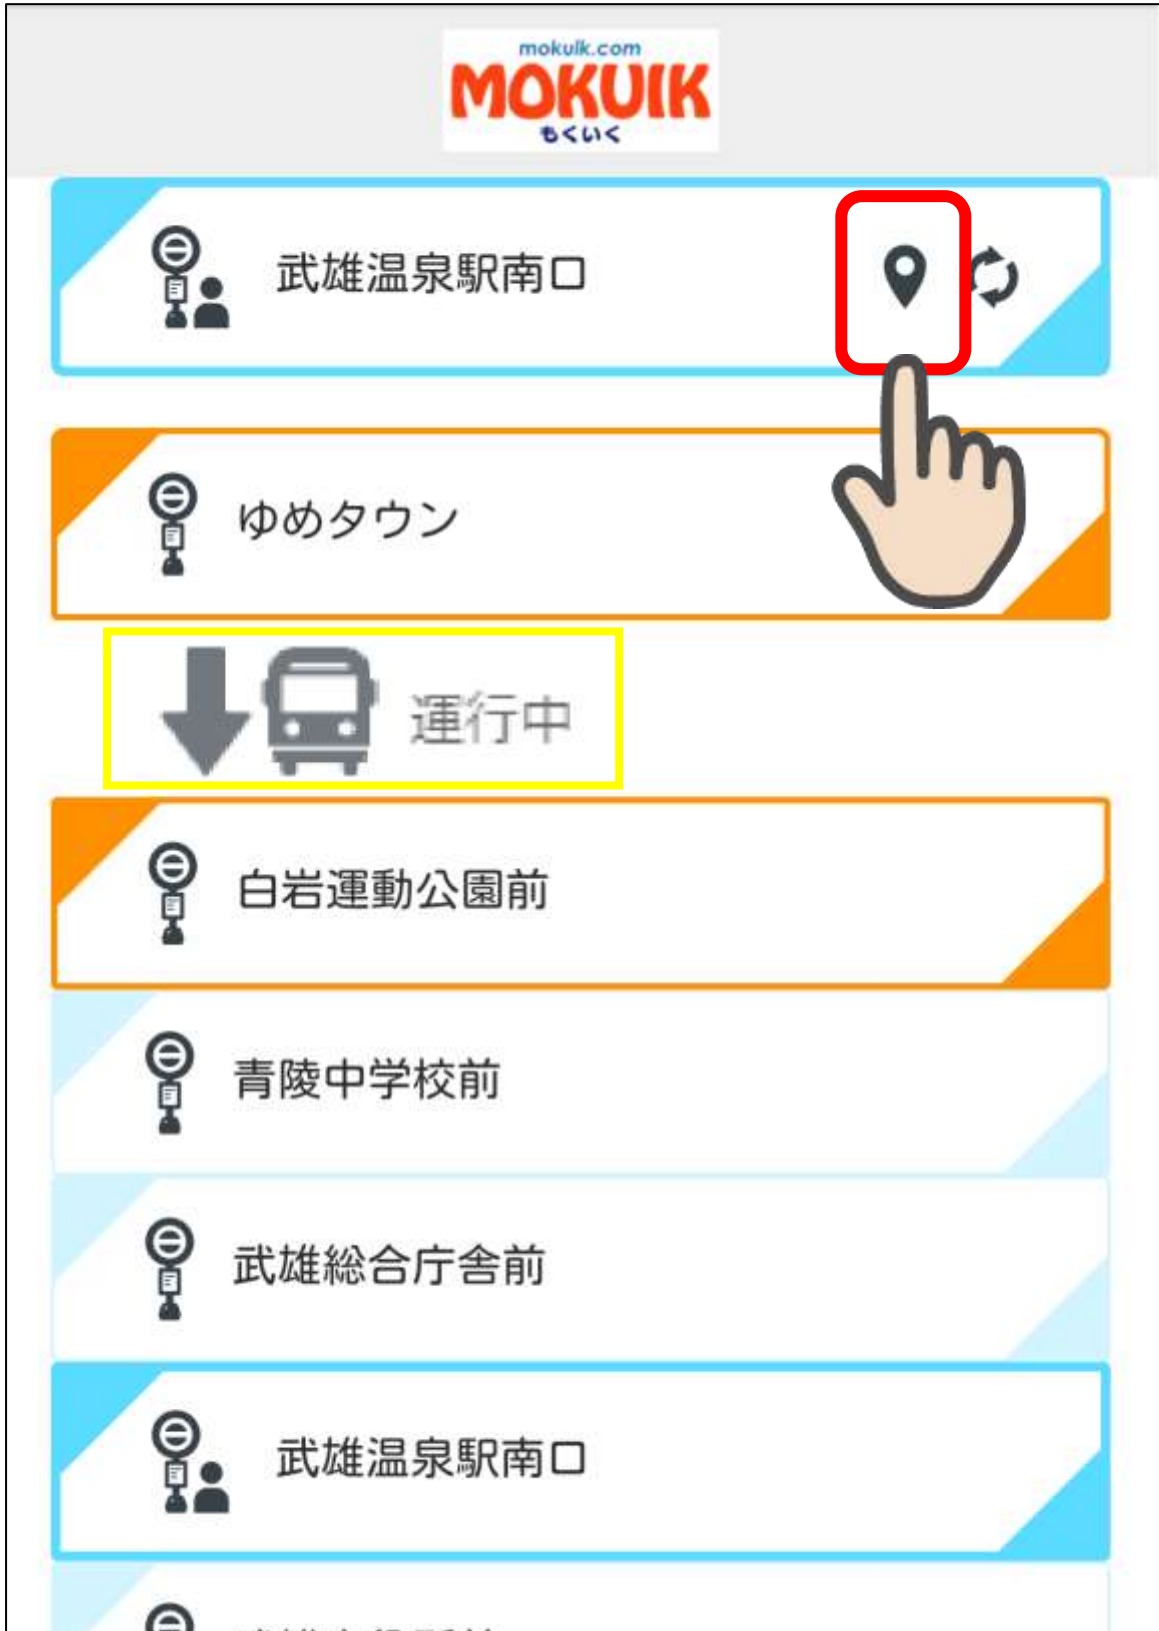 mokuik.com
MOKUIK
もくいく
武雄温泉駅南口
ゆめタウン
運行中
白岩運動公園前
青陵中学校前
武雄総合庁舎前
武雄温泉駅南口